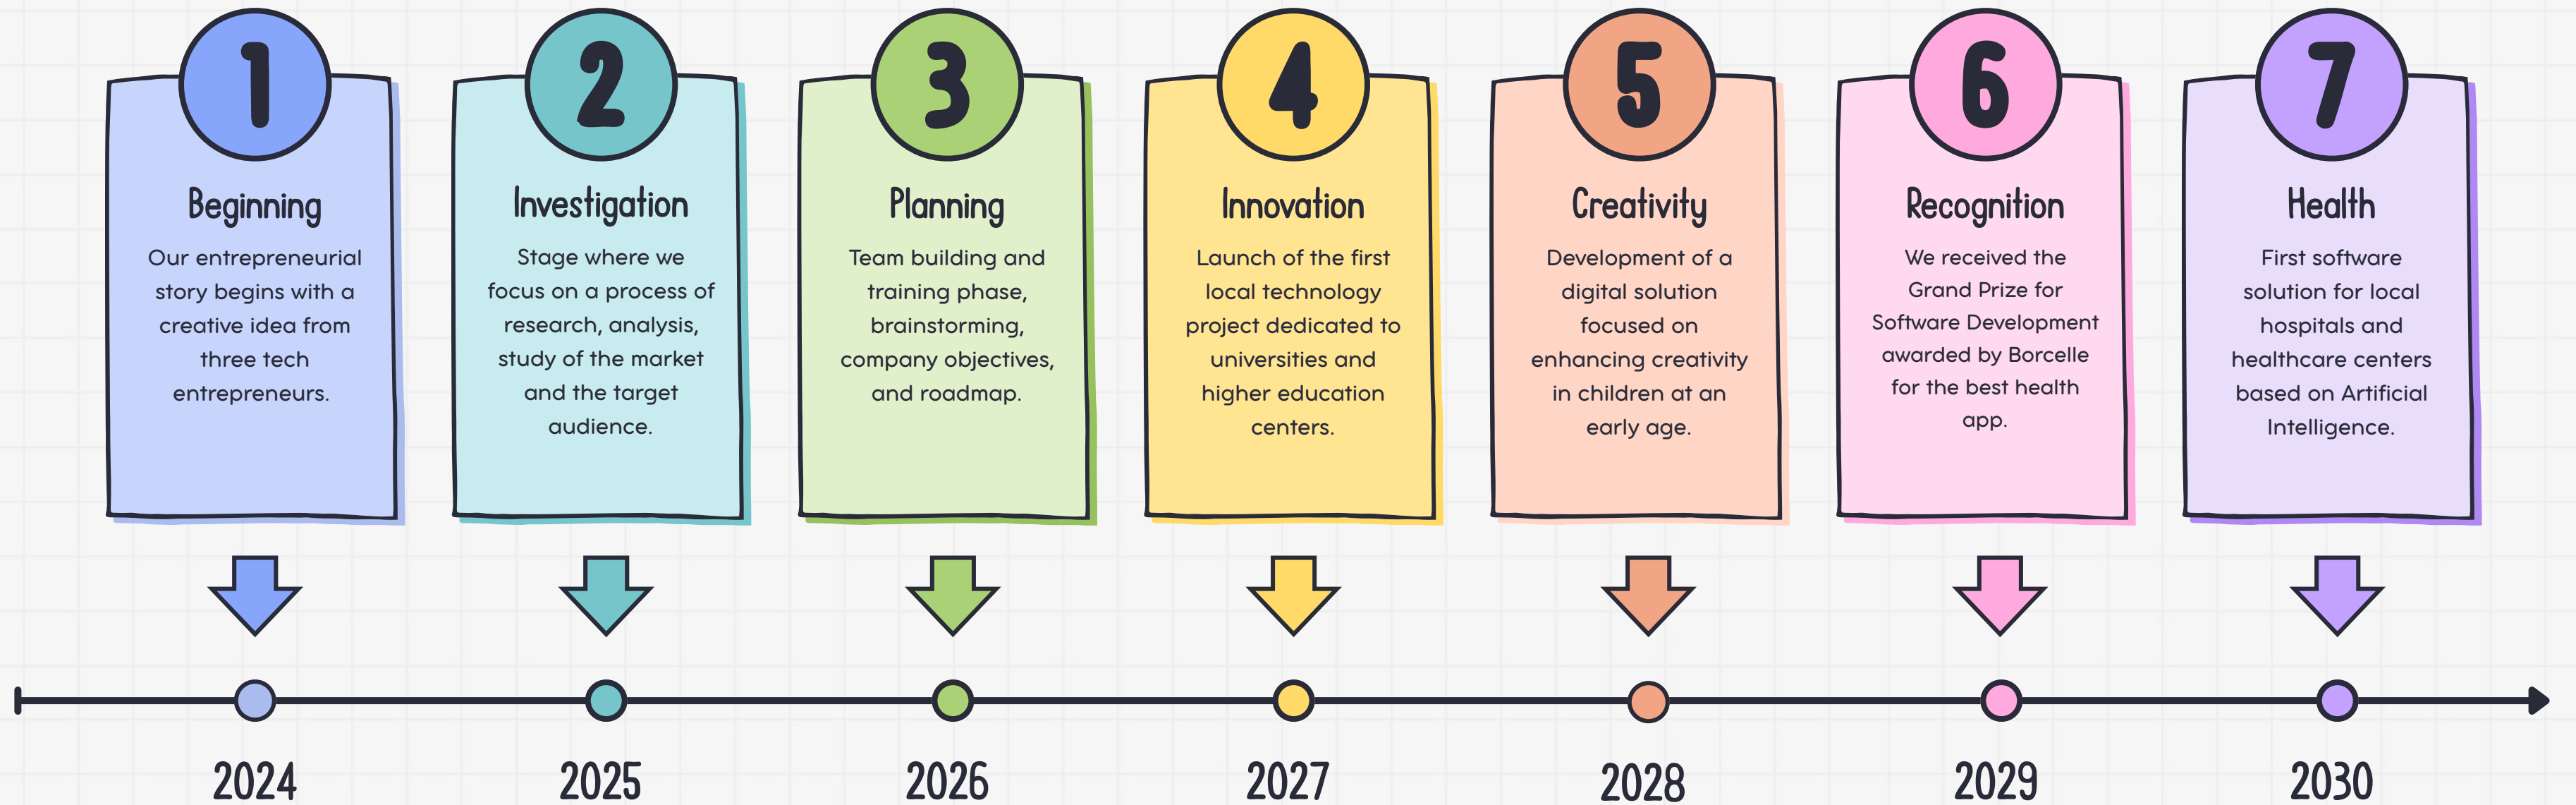 1
Beginning
Our entrepreneurial
story begins with a
creative idea from
three tech
entrepreneurs.
2
Investigation
Stage where we
focus on a process of
research, analysis,
study of the market
and the target
audience.
3
Planning
Team building and
training phase,
brainstorming,
company objectives,
and roadmap.
4
Innovation
Launch of the first
local technology
project dedicated to
universities and
higher education
centers.
5
Creativity
Development of a
digital solution
focused on
enhancing creativity
in children at an
early age.
6
Recognition
We received the
Grand Prize for
Software Development
awarded by Borcelle
for the best health
app.
7
Health
First software
solution for local
hospitals and
healthcare centers
based on Artificial
Intelligence.
2024
2025
2026
2027
2028
2029
2030